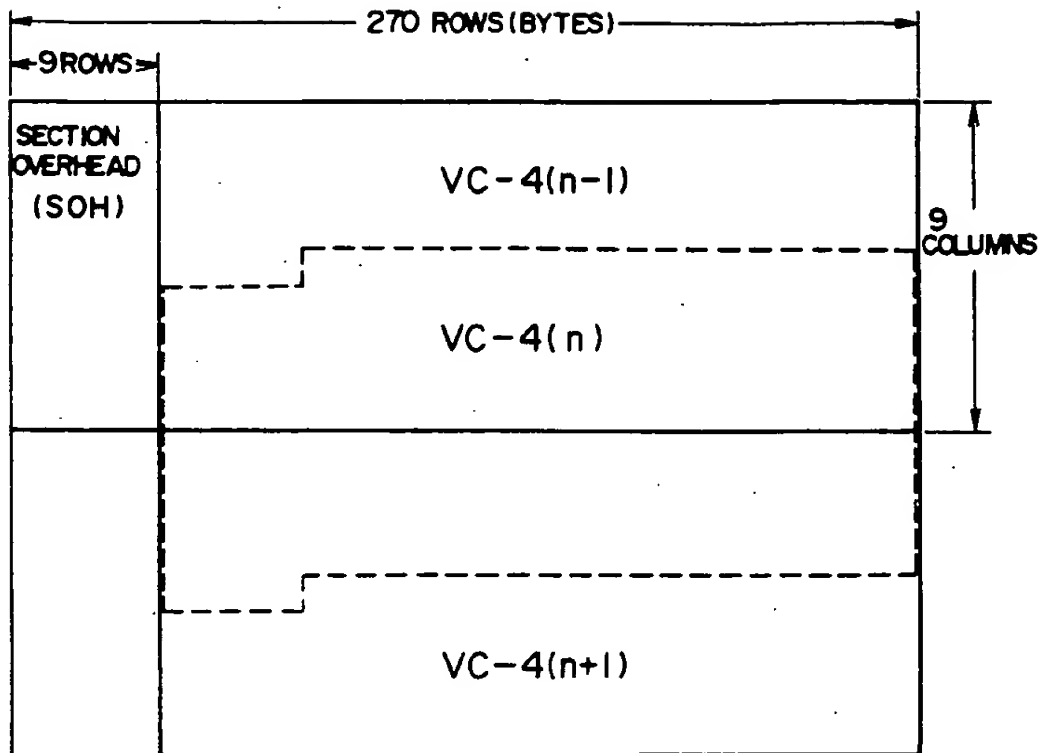 270 ROWS (BYTES)
9 ROWS
SECTION
OVERHEAD
(SOH)
VC-4(n-1)
9
COLUMNS
VC-4(n)
VC-4(n+1)